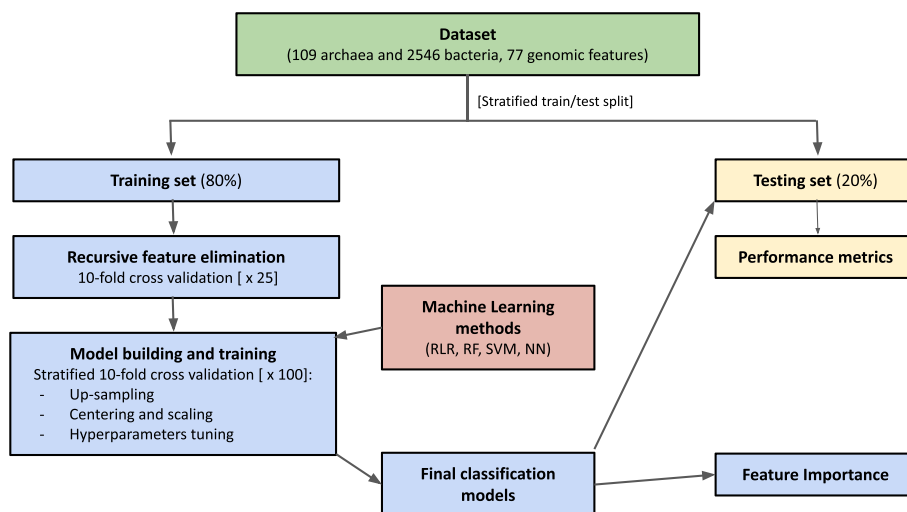 Dataset
(109 archaea and 2546 bacteria, 77 genomic features)
[Stratified train/test split]
Training set (80%)
Testing set (20%)
Recursive feature elimination
10-fold cross validation [ x 25]
Performance metrics
Machine Learning
methods
(RLR, RF, SVM, NN)
Model building and training
Stratified 10-fold cross validation [ x 100]:
- Up-sampling
- Centering and scaling
- Hyperparameters tuning
Final classification
models
Feature Importance